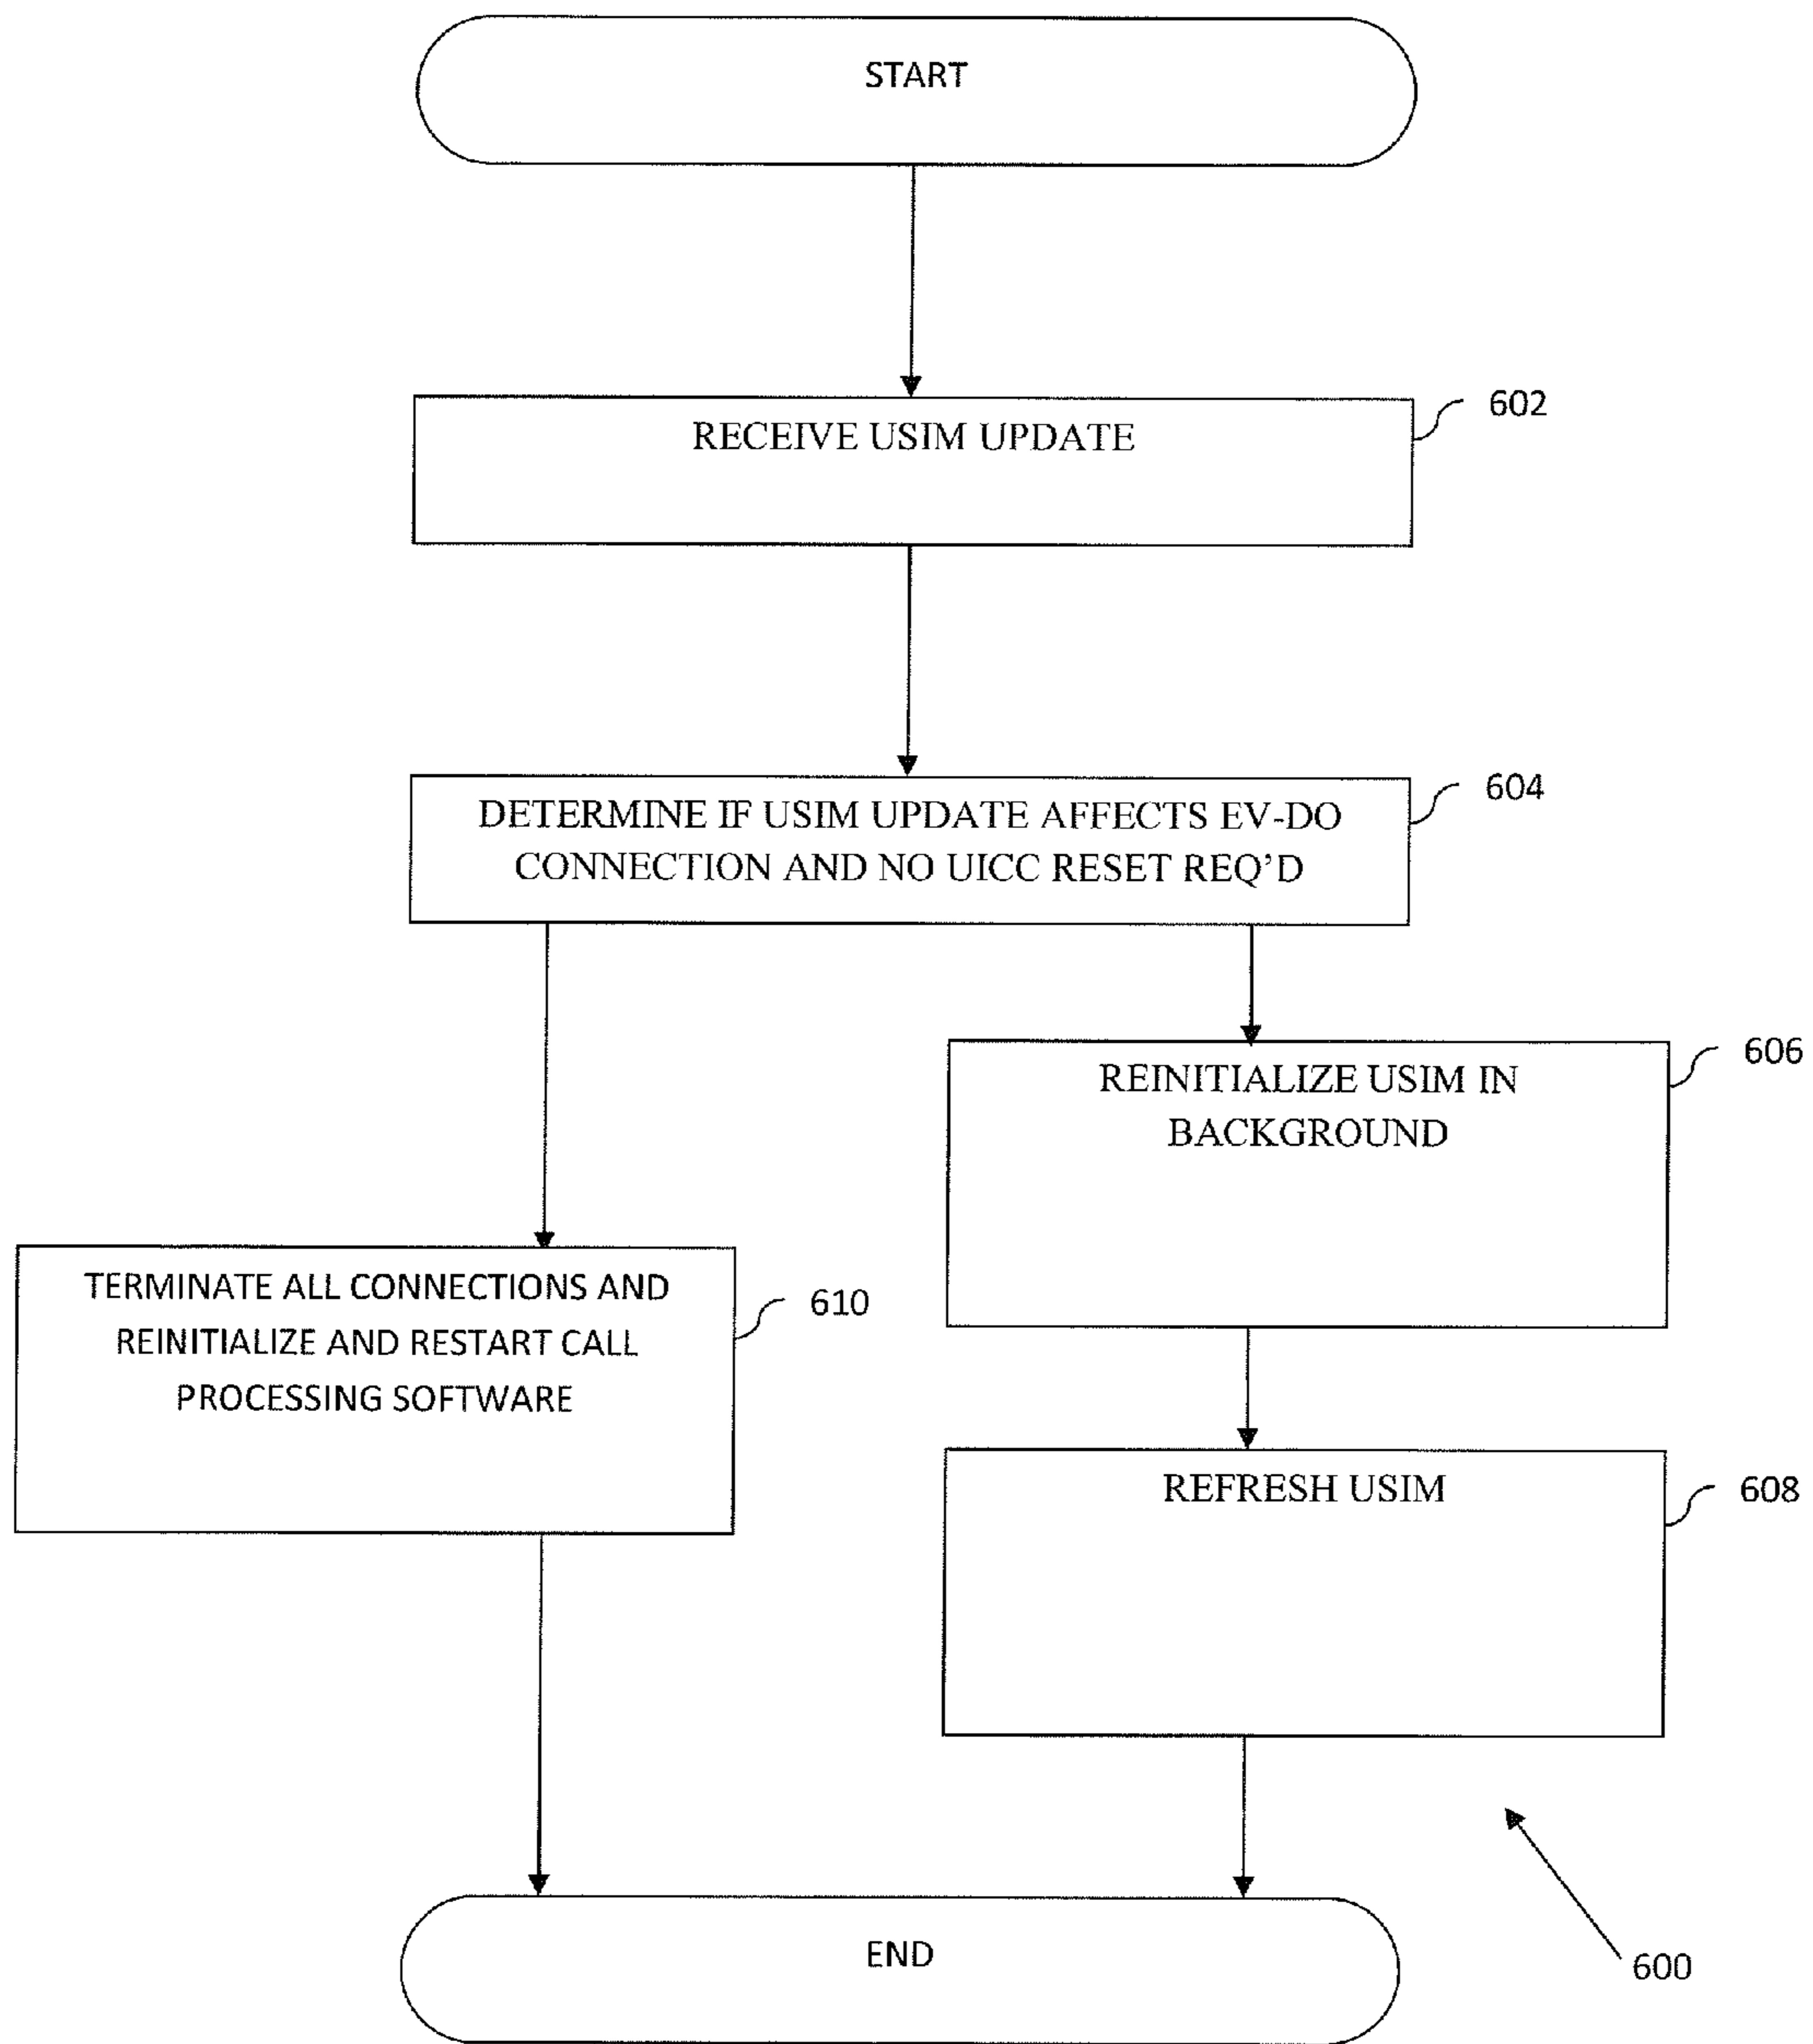 START
RECEIVE USIM UPDATE
602
DETERMINE IF USIM UPDATE AFFECTS EV-DO
CONNECTION AND NO UICC RESET REQ'D
604
REINITIALIZE USIM IN
BACKGROUND
606
TERMINATE ALL CONNECTIONS AND
REINITIALIZE AND RESTART CALL
PROCESSING SOFTWARE
610
REFRESH USIM
608
END
600